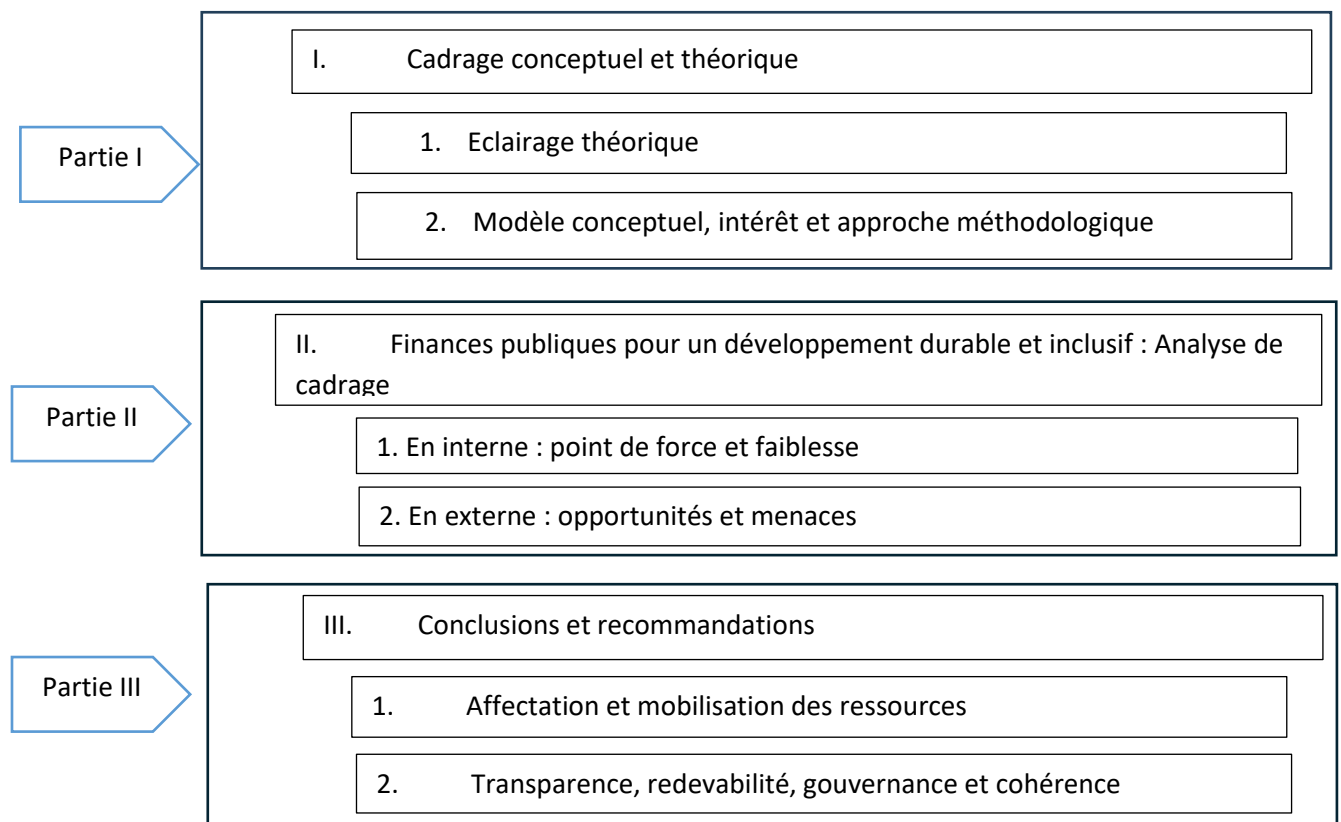 Partie I
I. Cadrage conceptuel et théorique
1. Eclairage théorique
2. Modèle conceptuel, intérêt et approche méthodologique
Partie II
II. Finances publiques pour un développement durable et inclusif : Analyse de
cadrage
1. En interne : point de force et faiblesse
2. En externe : opportunités et menaces
Partie III
III. Conclusions et recommandations
1. Affectation et mobilisation des ressources
2. Transparence, redevabilité, gouvernance et cohérence